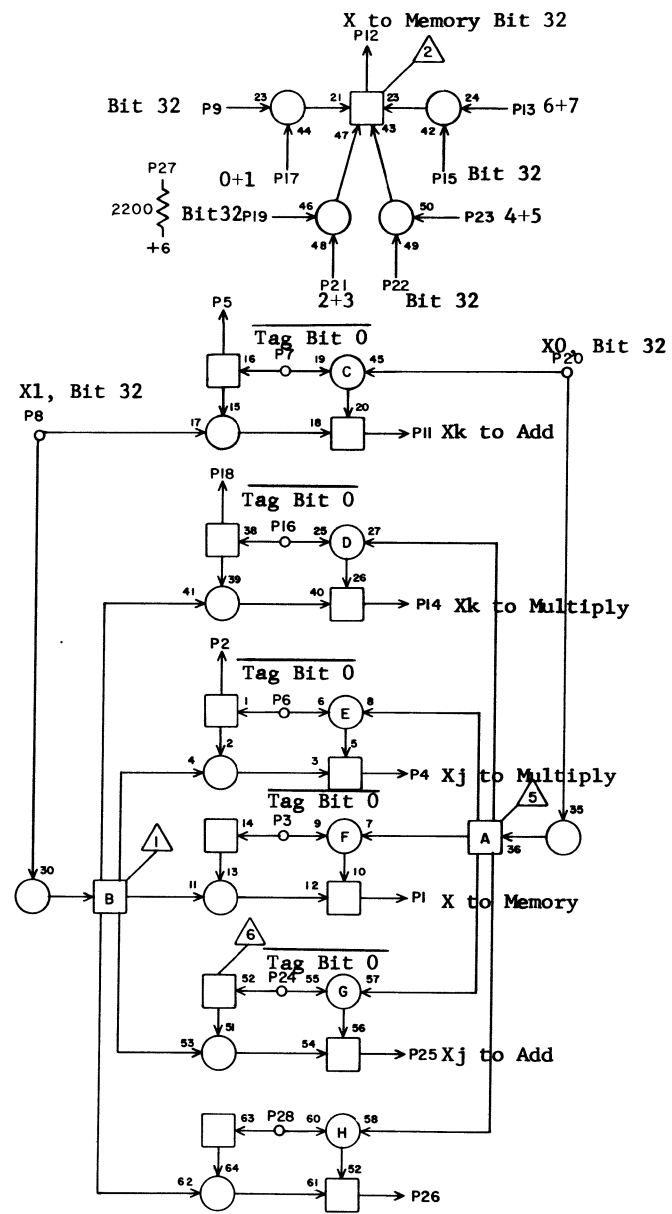 X to Memory Bit 32
P12
2
Bit 32 P9 23 21 23 24 P13 6+7
44 47 43 42
P27 0+1 P17 P15 Bit 32
2200 Bit32 P19 46 50 P23 4+5
+6 48 49
P21 P22
2+3 Bit 32
P5
Tag Bit 0
X0, Bit 32
P20
16 P7 19 C 45
X1, Bit 32
P8
15 20
17 18 P11 Xk to Add
P18
Tag Bit 0
38 P16 25 D 27
39 26
41 40 P14 Xk to Multiply
P2
Tag Bit 0
1 P6 6 E 8
2 5
4 3 P4 Xj to Multiply
Tag Bit 0
5
1
14 P3 9 F 7 A 36 35
13 10
30 B 11 12 P1 X to Memory
6
Tag Bit 0
52 P24 55 G 57
51 56
53 54 P25 Xj to Add
63 P28 60 H 58
64 52
62 61 P26